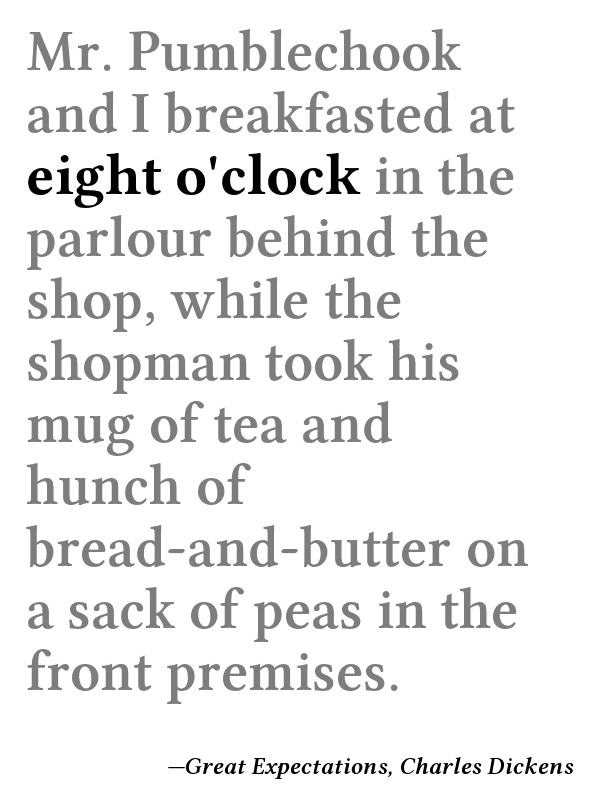 Mr. Pumblechook
and I breakfasted at
eight o'clock in the
parlour behind the
shop, while the
shopman took his
mug of tea and
hunch of
bread-and-butter on
a sack of peas in the
front premises.
—Great Expectations, Charles Dickens